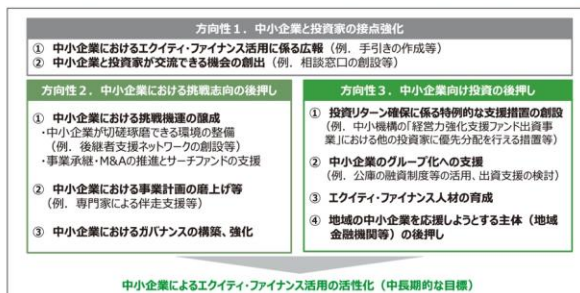 方向性１．中小企業と投資家の接点強化
① 中小企業におけるエクイティ・ファイナンス活用に係る広報（例．手引きの作成等）
② 中小企業と投資家が交流できる機会の創出（例．相談窓口の創設等）
方向性２．中小企業における挑戦志向の後押し
① 中小企業における挑戦機運の醸成
・中小企業が切磋琢磨できる環境の整備
（例．後継者支援ネットワークの創設等）
・事業承継・M&Aの推進とサーチファンドの支援
② 中小企業における事業計画の磨上げ等
（例．専門家による伴走支援等）
③ 中小企業におけるガバナンスの構築、強化
方向性３．中小企業向け投資の後押し
① 投資リターン確保に係る特例的な支援措置の創設
（例．中小機構の「経営力強化支援ファンド出資事
業」における他の投資家に優先分配を行える措置等）
② 中小企業のグループ化への支援
（例．公庫の融資制度等の活用、出資支援の検討）
③ エクイティ・ファイナンス人材の育成
④ 地域の中小企業を応援しようとする主体（地域
金融機関等）の後押し
中小企業によるエクイティ・ファイナンス活用の活性化（中長期的な目標）